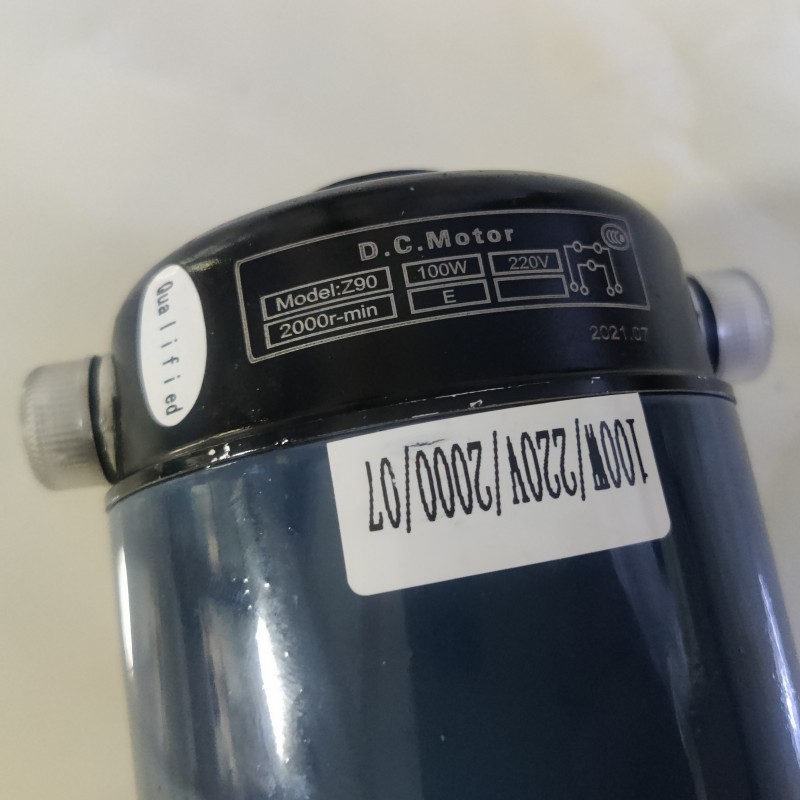 D.C.Motor
Model:Z90 100W 220V
2000r-min E
2021.07
Qualified
100W/220V/2000/07